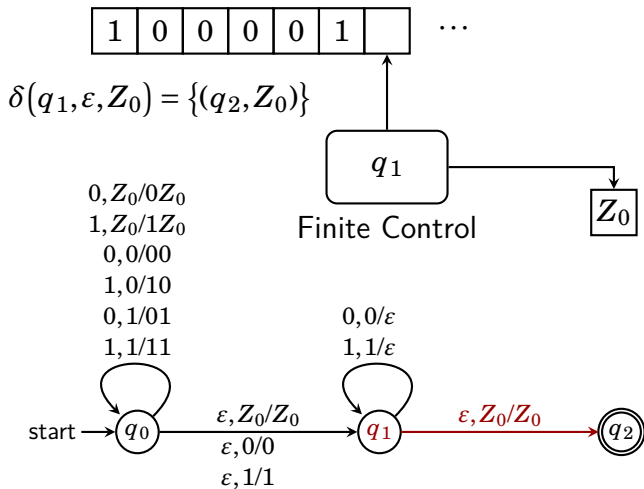 1 0 0 0 0 1 ⋯
δ(q₁, ε, Z₀) = {(q₂, Z₀)}
q₁
Finite Control
Z₀
0, Z₀/0Z₀
1, Z₀/1Z₀
0, 0/00
1, 0/10
0, 1/01
1, 1/11
0, 0/ε
1, 1/ε
start
q₀
ε, Z₀/Z₀
ε, 0/0
ε, 1/1
q₁
ε, Z₀/Z₀
q₂